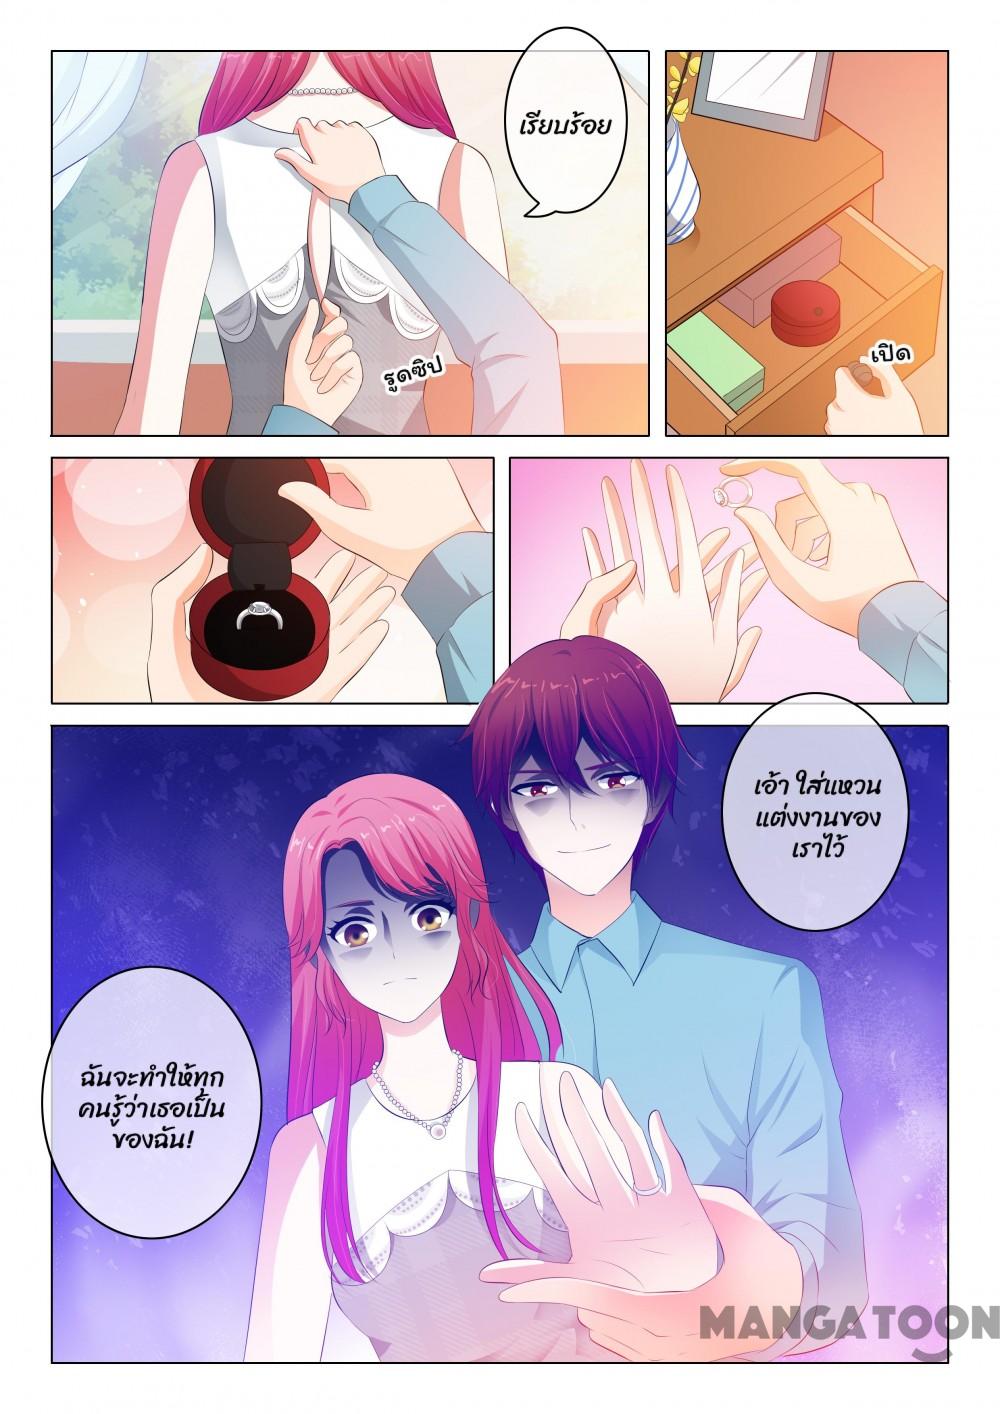 เรียบร้อย
รูดซิป
เปิด
เอ้า ใส่แหวน
แต่งงานของ
เราไว้
ฉันจะทำให้ทุก
คนรู้ว่าเธอเป็น
ของฉัน!
MANGATOON